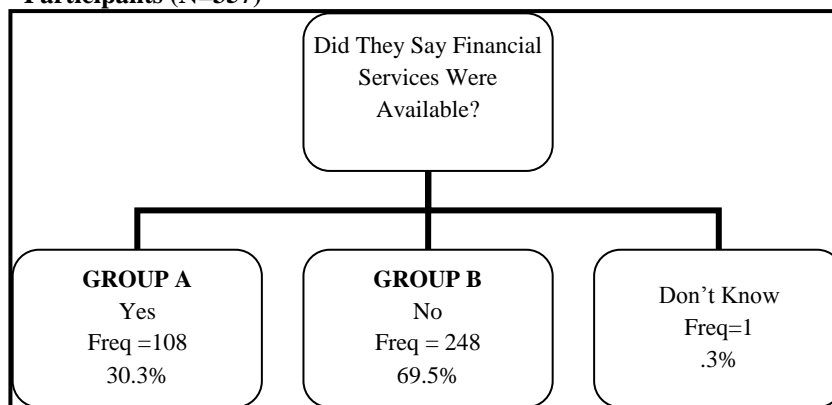 Participants (N=357)
Did They Say Financial
Services Were
Available?
GROUP A
Yes
Freq =108
30.3%
GROUP B
No
Freq = 248
69.5%
Don’t Know
Freq=1
.3%